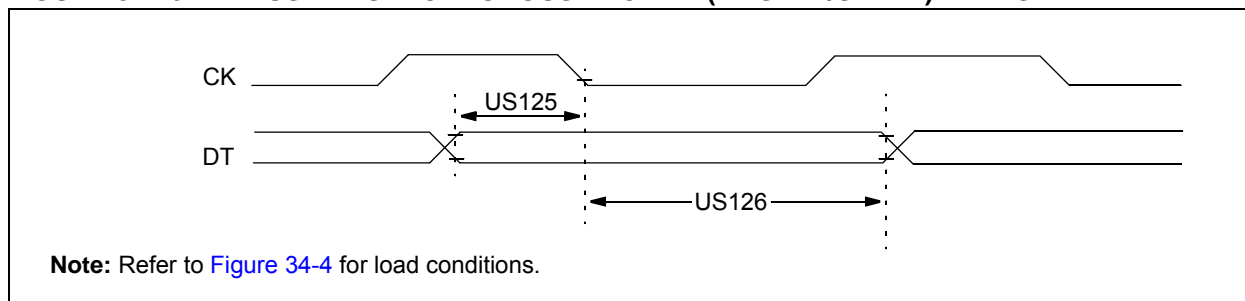 CK
US125
DT
US126
Note: Refer to Figure 34-4 for load conditions.